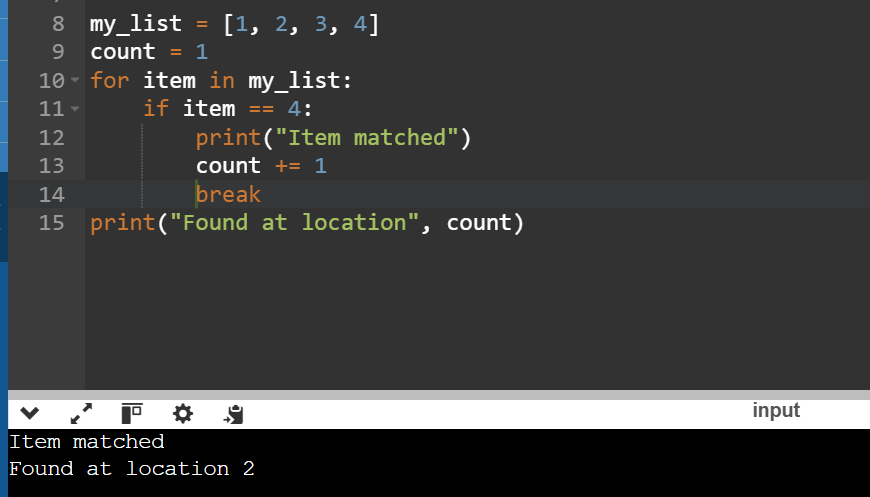 8 my_list = [1, 2, 3, 4]
9 count = 1
10 for item in my_list:
11     if item == 4:
12         print("Item matched")
13         count += 1
14         break
15 print("Found at location", count)
input
Item matched
Found at location 2